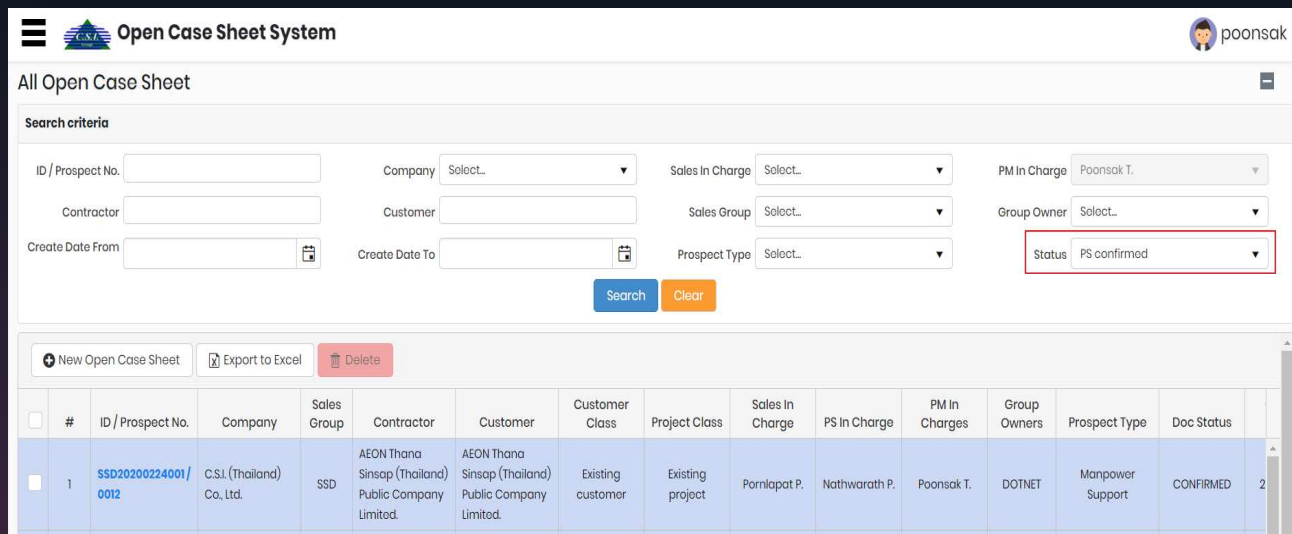 C.S.I. Open Case Sheet System poonsak
All Open Case Sheet
Search criteria
ID / Prospect No. Company Select... Sales In Charge Select... PM In Charge Poonsak T.
Contractor Customer Sales Group Select... Group Owner Select...
Create Date From Create Date To Prospect Type Select... Status PS confirmed
Search Clear
New Open Case Sheet Export to Excel Delete
# ID / Prospect No. Company Sales Group Contractor Customer Customer Class Project Class Sales In Charge PS In Charge PM In Charges Group Owners Prospect Type Doc Status
1 SSD20200224001 / 0012 C.S.I. (Thailand) Co., Ltd. SSD AEON Thana Sinsap (Thailand) Public Company Limited. AEON Thana Sinsap (Thailand) Public Company Limited. Existing customer Existing project Pornlapat P. Nathwarath P. Poonsak T. DOTNET Manpower Support CONFIRMED 2